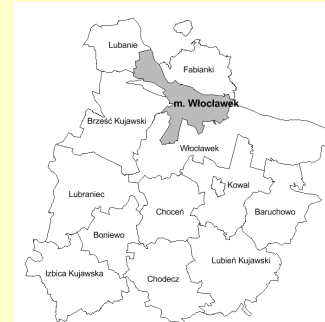 Lubanie
Fabianki
m. Włocławek
Brześć Kujawski
Włocławek
Lubraniec
Kowal
Choceń
Baruchowo
Boniewo
Lubień Kujawski
Izbica Kujawska
Chodecz